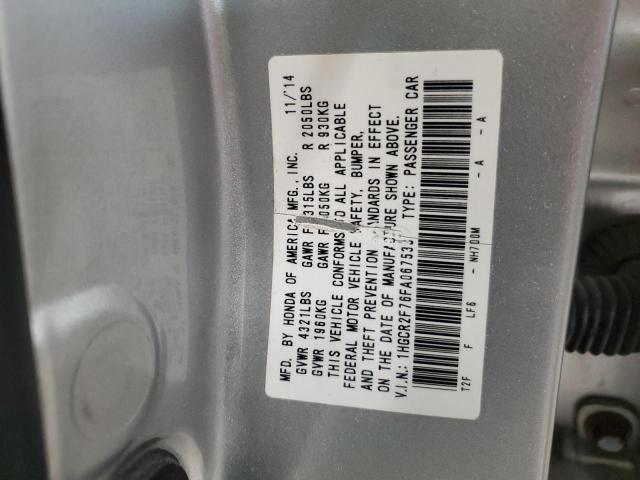 MFD. BY HONDA OF AMERICA MFG., INC. 11/'14
GVWR 4321LBS GAWR F 2315LBS R 2050LBS
GVWR 1960KG GAWR F 1050KG R 930KG
THIS VEHICLE CONFORMS TO ALL APPLICABLE
FEDERAL MOTOR VEHICLE SAFETY, BUMPER,
AND THEFT PREVENTION STANDARDS IN EFFECT
ON THE DATE OF MANUFACTURE SHOWN ABOVE.
V.I.N.: 1HGCR2F76FA067533 TYPE: PASSENGER CAR
T2F F LF6 - NH700M - A - A